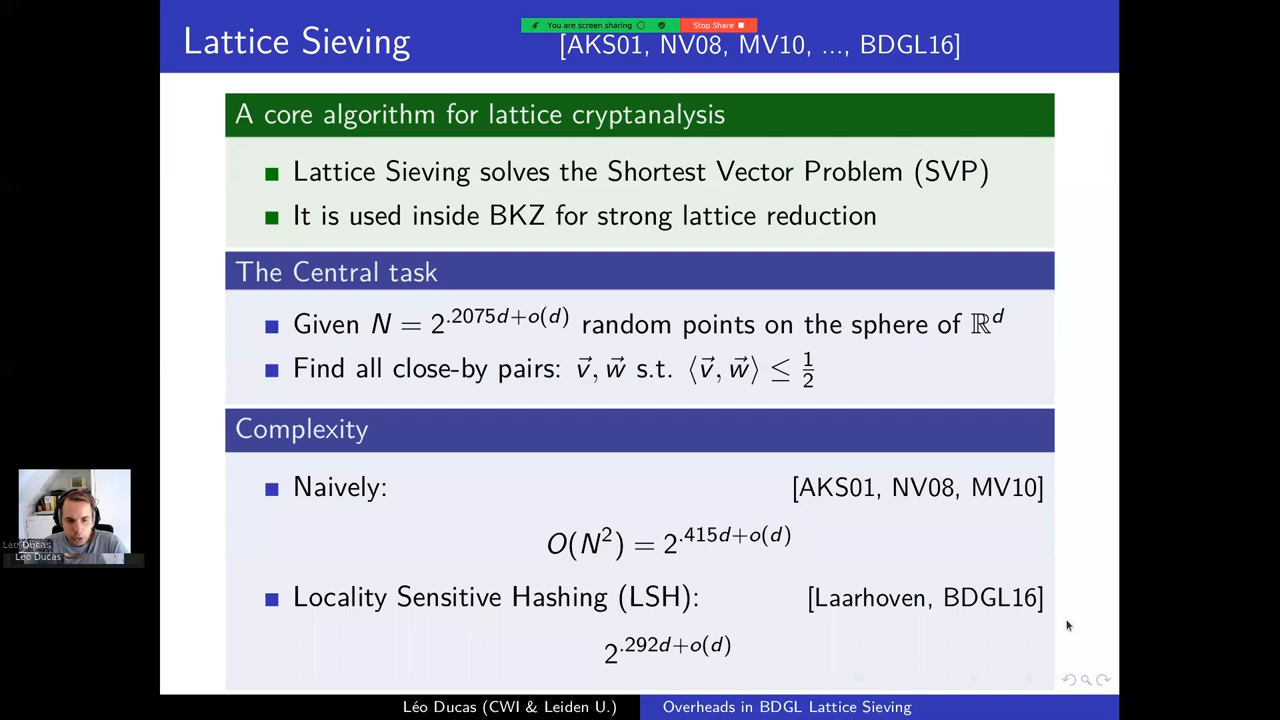 You are screen sharing Stop Share
Lattice Sieving [AKS01, NV08, MV10, ..., BDGL16]
A core algorithm for lattice cryptanalysis
Lattice Sieving solves the Shortest Vector Problem (SVP)
It is used inside BKZ for strong lattice reduction
The Central task
Given N = 2^{.2075d+o(d)} random points on the sphere of ℝ^d
Find all close-by pairs: v⃗, w⃗ s.t. ⟨v⃗, w⃗⟩ ≤ 1/2
Complexity
Naively: [AKS01, NV08, MV10]
O(N^2) = 2^{.415d+o(d)}
Locality Sensitive Hashing (LSH): [Laarhoven, BDGL16]
2^{.292d+o(d)}
Léo Ducas
Léo Ducas
Léo Ducas (CWI & Leiden U.) Overheads in BDGL Lattice Sieving